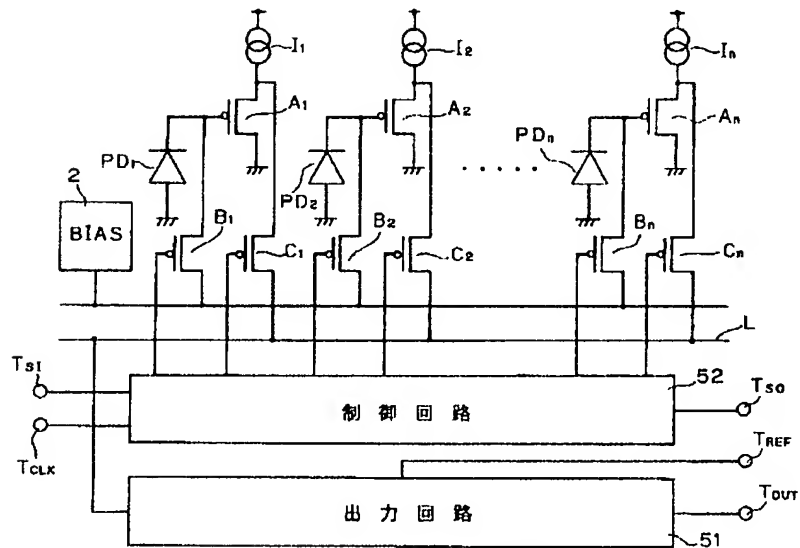 I1
I2
In
A1
A2
An
PD1
PD2
PDn
2
BIAS
B1
C1
B2
C2
Bn
Cn
L
TSI
52
TSO
制御回路
TCLK
TREF
出力回路
TOUT
51